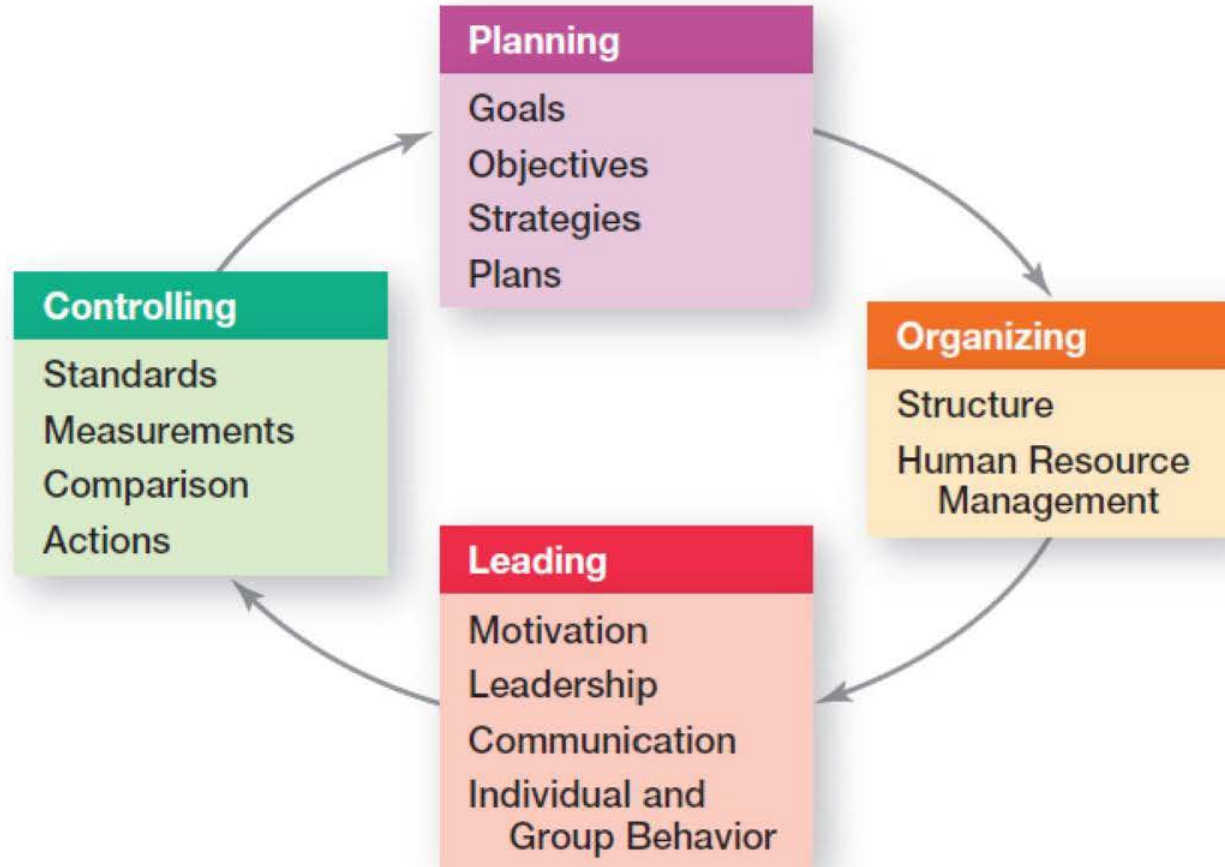 Planning
Goals
Objectives
Strategies
Plans
Organizing
Structure
Human Resource
Management
Leading
Motivation
Leadership
Communication
Individual and
Group Behavior
Controlling
Standards
Measurements
Comparison
Actions